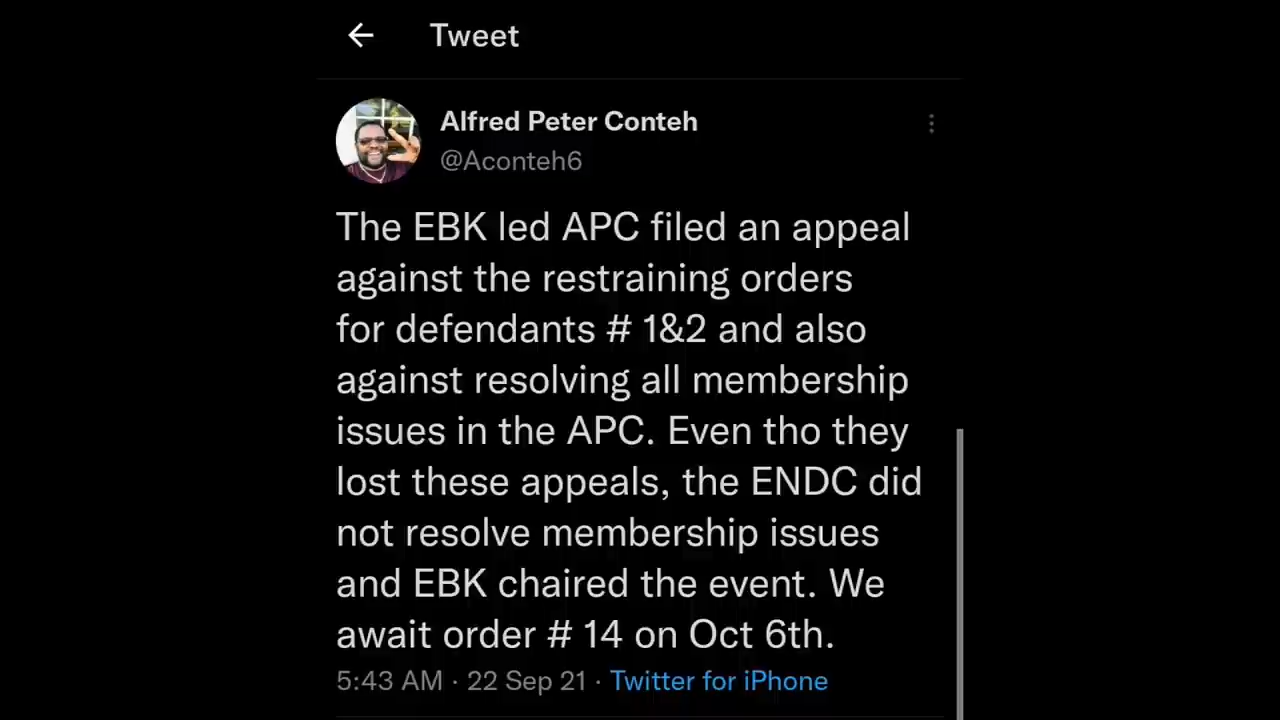 Tweet
Alfred Peter Conteh
@Aconteh6
The EBK led APC filed an appeal
against the restraining orders
for defendants # 1&2 and also
against resolving all membership
issues in the APC. Even tho they
lost these appeals, the ENDC did
not resolve membership issues
and EBK chaired the event. We
await order # 14 on Oct 6th.
5:43 AM · 22 Sep 21 · Twitter for iPhone